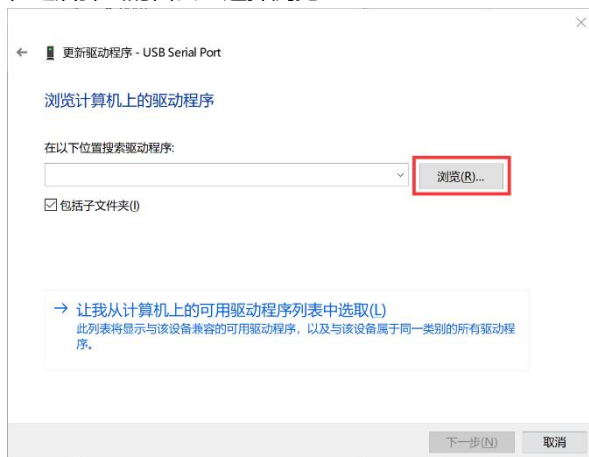 更新驱动程序 - USB Serial Port
浏览计算机上的驱动程序
在以下位置搜索驱动程序:
浏览(R)...
包括子文件夹(I)
让我从计算机上的可用驱动程序列表中选取(L)
此列表将显示与该设备兼容的可用驱动程序，以及与该设备属于同一类别的所有驱动程
序。
下一步(N) 取消